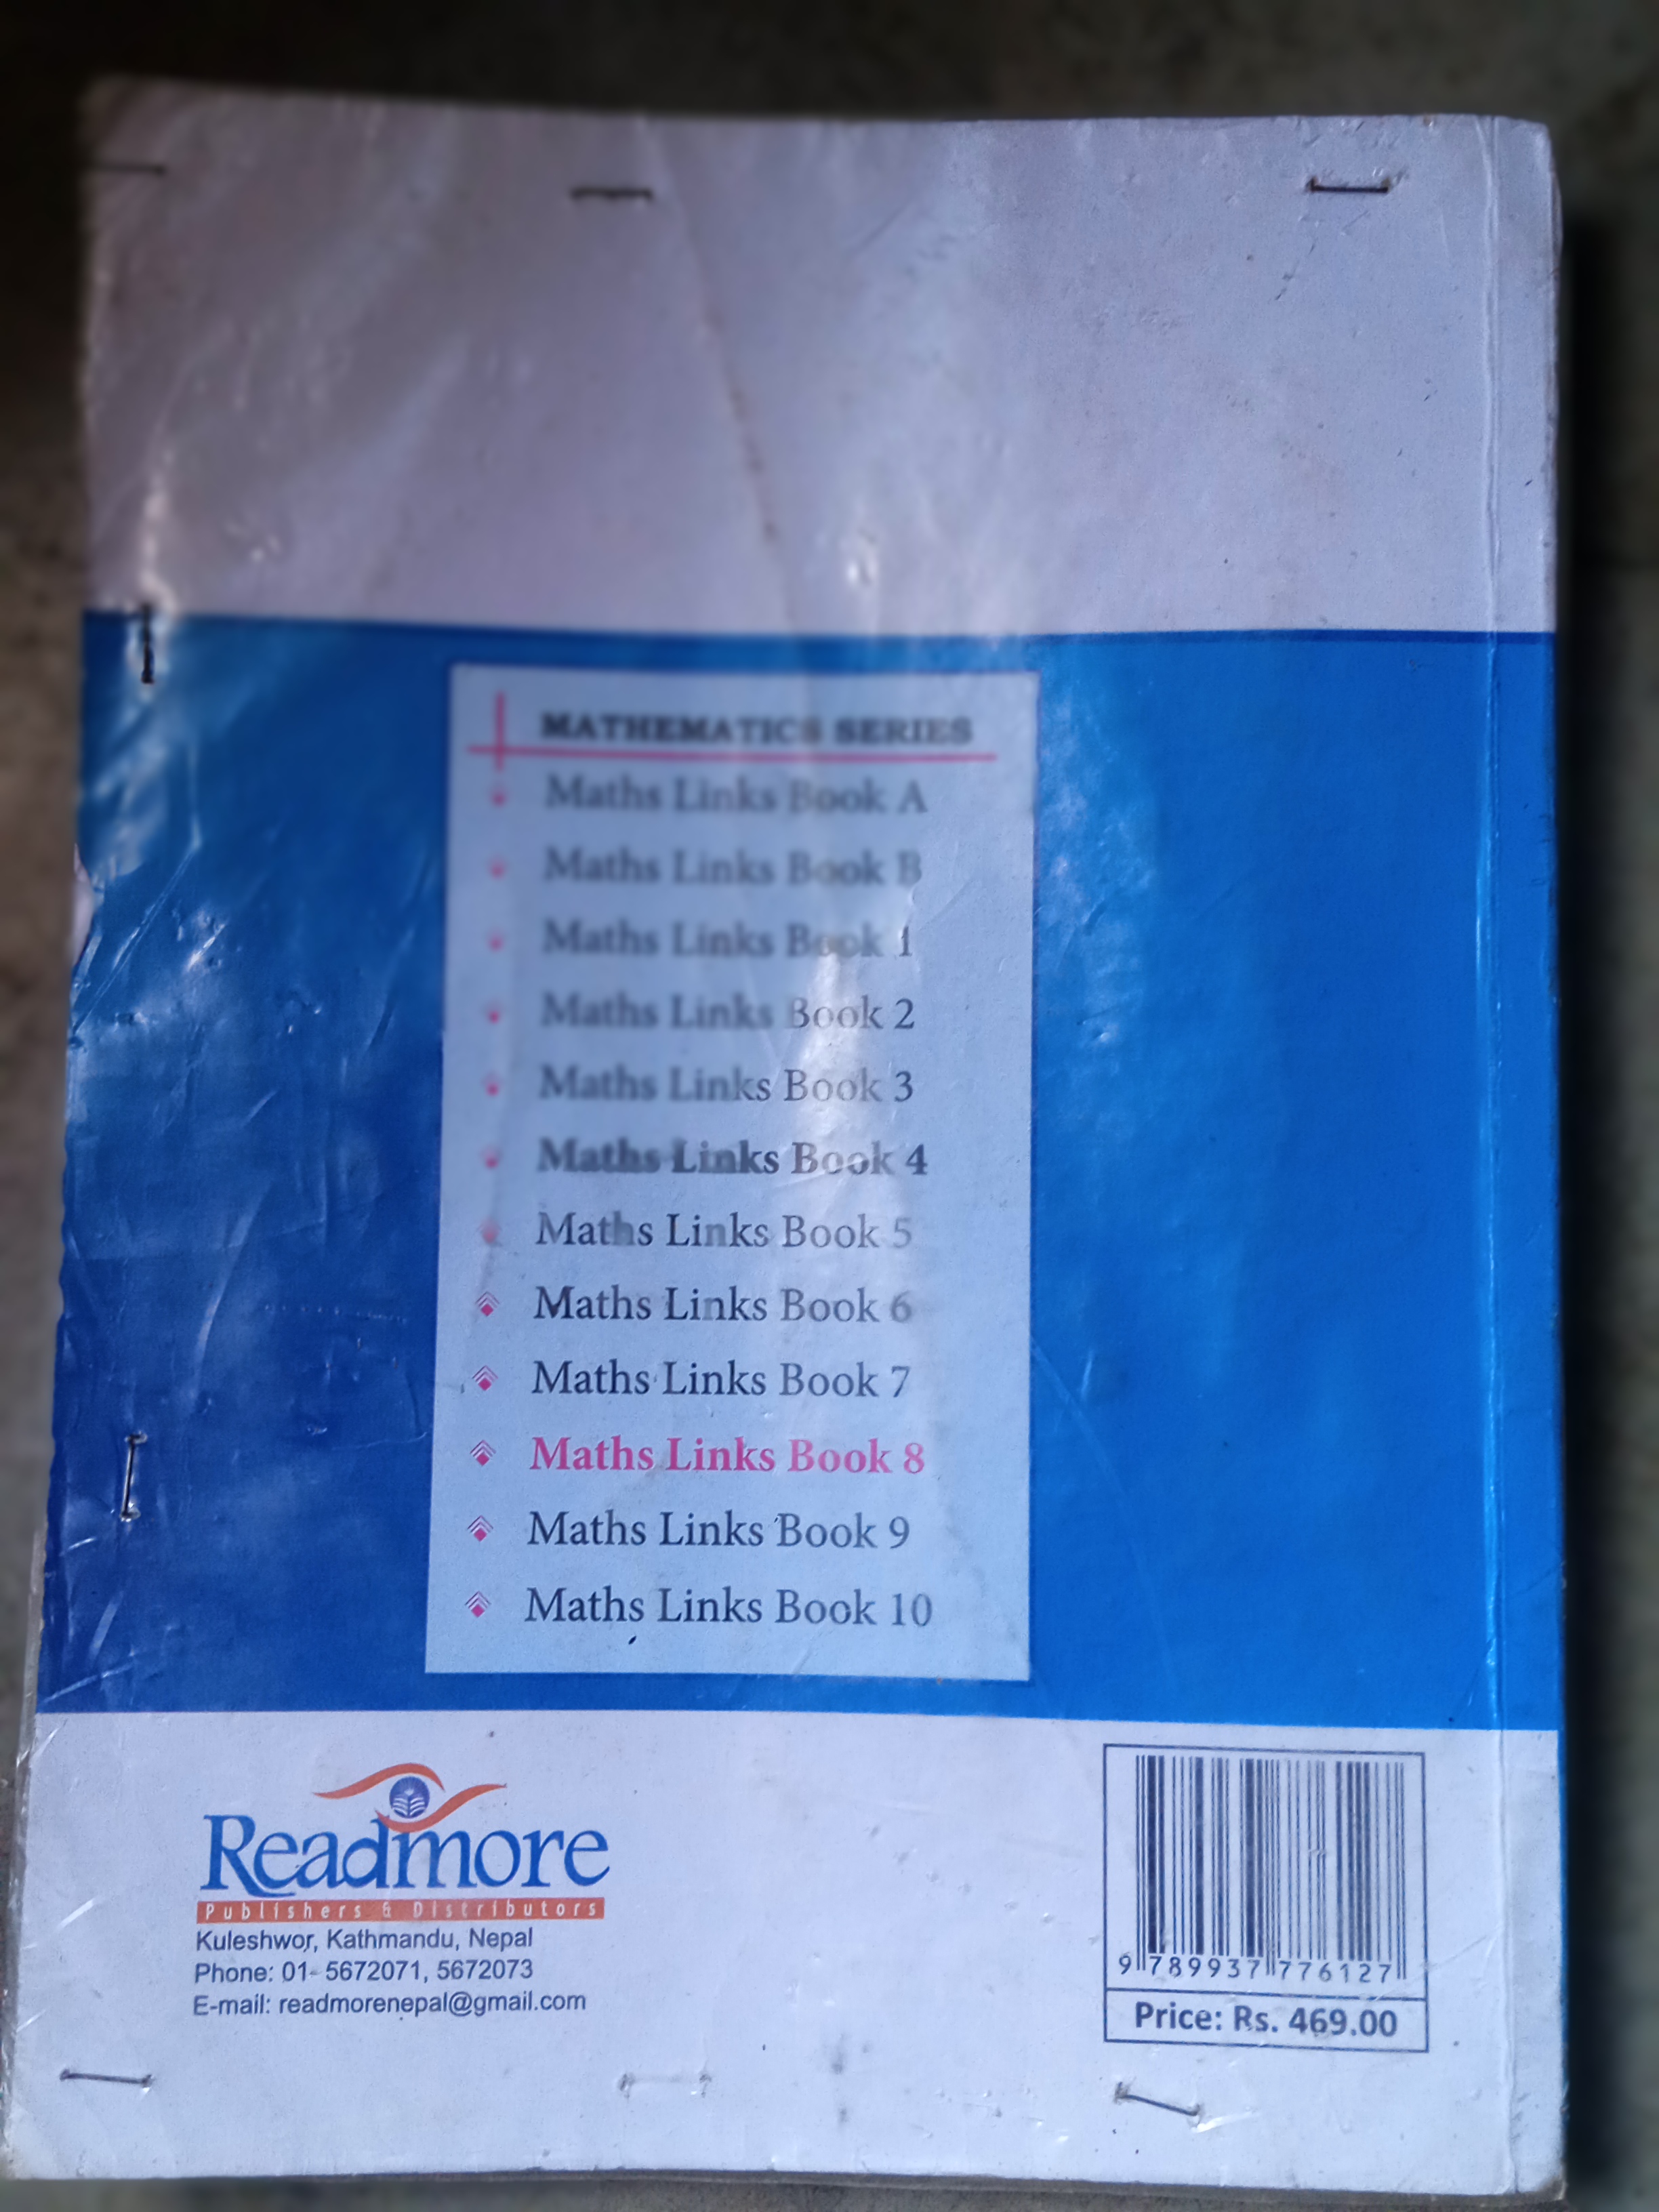 MATHEMATICS SERIES
Maths Links Book A
Maths Links Book B
Maths Links Book 1
Maths Links Book 2
Maths Links Book 3
Maths Links Book 4
Maths Links Book 5
Maths Links Book 6
Maths Links Book 7
Maths Links Book 8
Maths Links Book 9
Maths Links Book 10
Readmore
Publishers & Distributors
Kuleshwor, Kathmandu, Nepal
Phone: 01- 5672071, 5672073
E-mail: readmorenepal@gmail.com
9 789937 776127
Price: Rs. 469.00